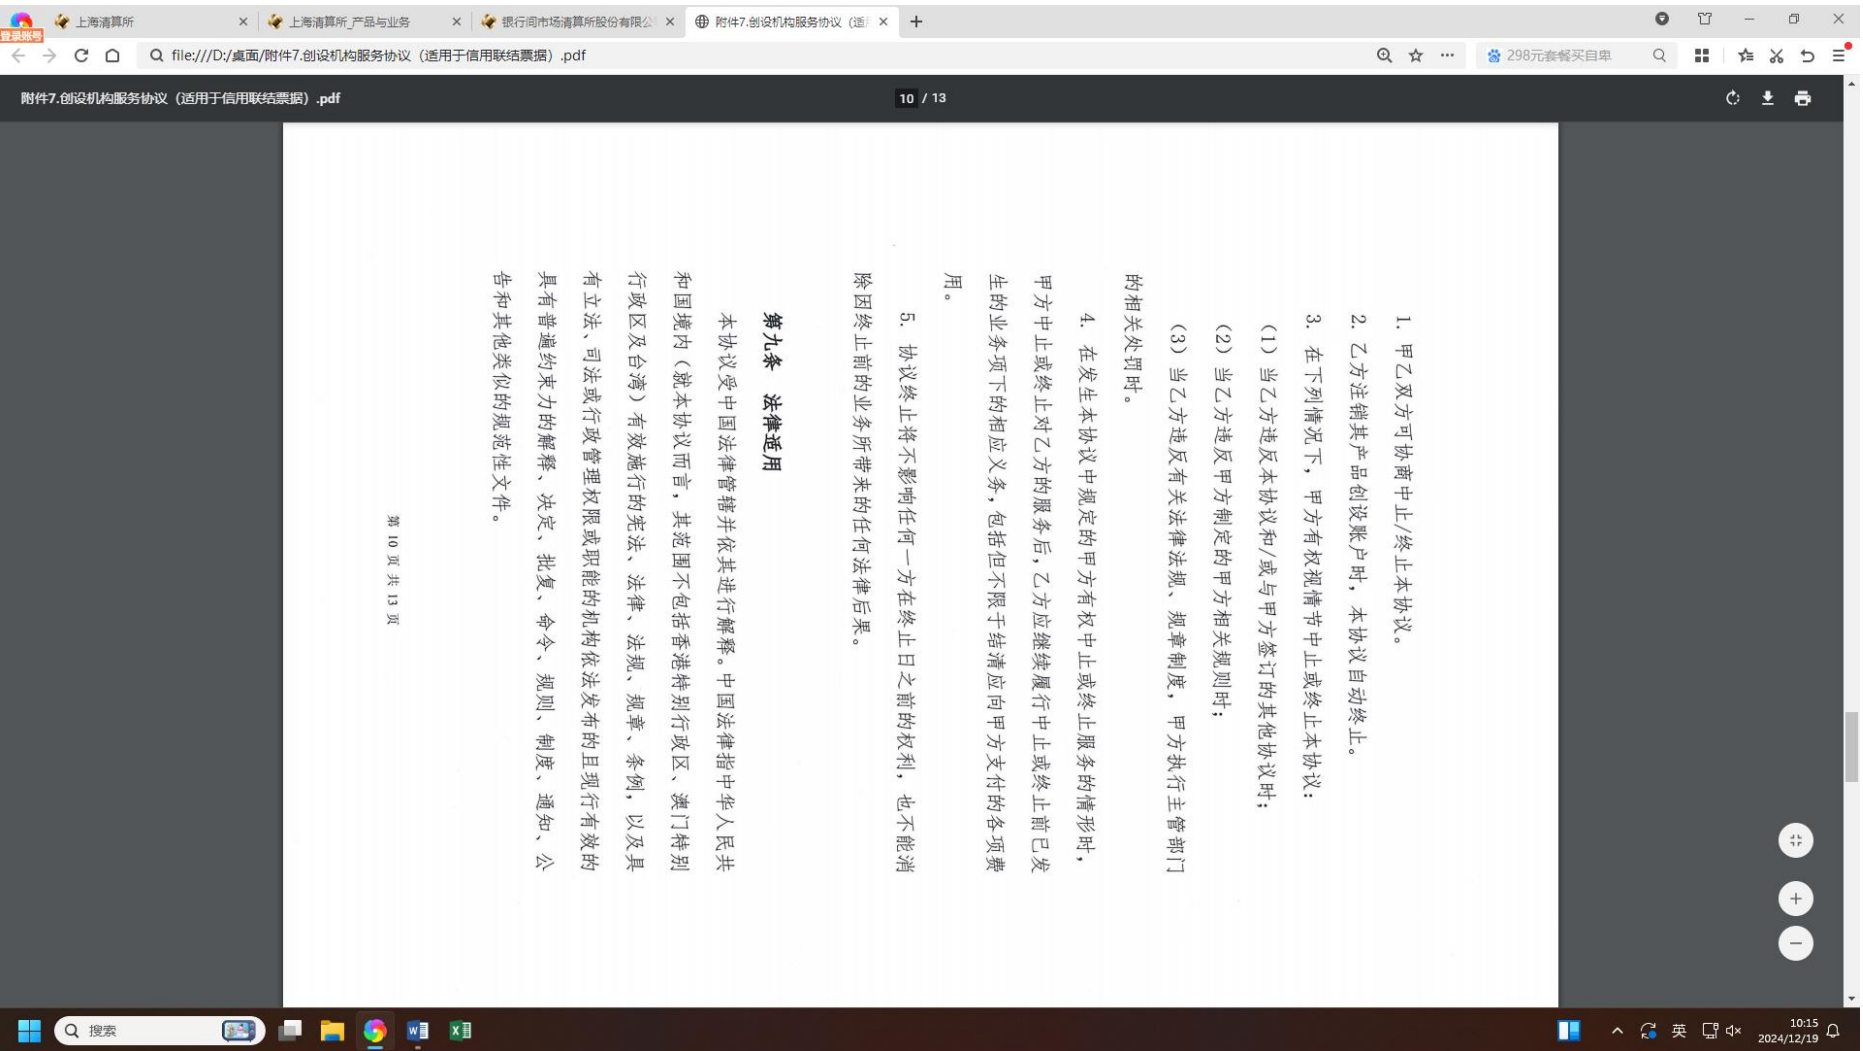 上海清算所
上海清算所_产品与业务
银行间市场清算所股份有限公
附件7.创设机构服务协议（适
登录账号
file:///D:/桌面/附件7.创设机构服务协议（适用于信用联结票据）.pdf
298元套餐买自卑
附件7.创设机构服务协议（适用于信用联结票据）.pdf
10 / 13
1. 甲乙双方可协商中止/终止本协议。
2. 乙方注销其产品创设账户时，本协议自动终止。
3. 在下列情况下，甲方有权视情节中止或终止本协议：
（1）当乙方违反本协议和/或与甲方签订的其他协议时；
（2）当乙方违反甲方制定的甲方相关规则时；
（3）当乙方违反有关法律法规、规章制度，甲方执行主管部门
的相关处罚时。
4. 在发生本协议中规定的甲方有权中止或终止服务的情形时，
甲方中止或终止对乙方的服务后，乙方应继续履行中止或终止前已发
生的业务项下的相应义务，包括但不限于结清应向甲方支付的各项费
用。
5. 协议终止将不影响任何一方在终止日之前的权利，也不能消
除因终止前的业务所带来的任何法律后果。
第九条 法律适用
本协议受中国法律管辖并依其进行解释。中国法律指中华人民共
和国境内（就本协议而言，其范围不包括香港特别行政区、澳门特别
行政区及台湾）有效施行的宪法、法律、法规、规章、条例，以及具
有立法、司法或行政管理权限或职能的机构依法发布的且现行有效的
具有普遍约束力的解释、决定、批复、命令、规则、制度、通知、公
告和其他类似的规范性文件。
第 10 页 共 13 页
搜索
英
10:15
2024/12/19